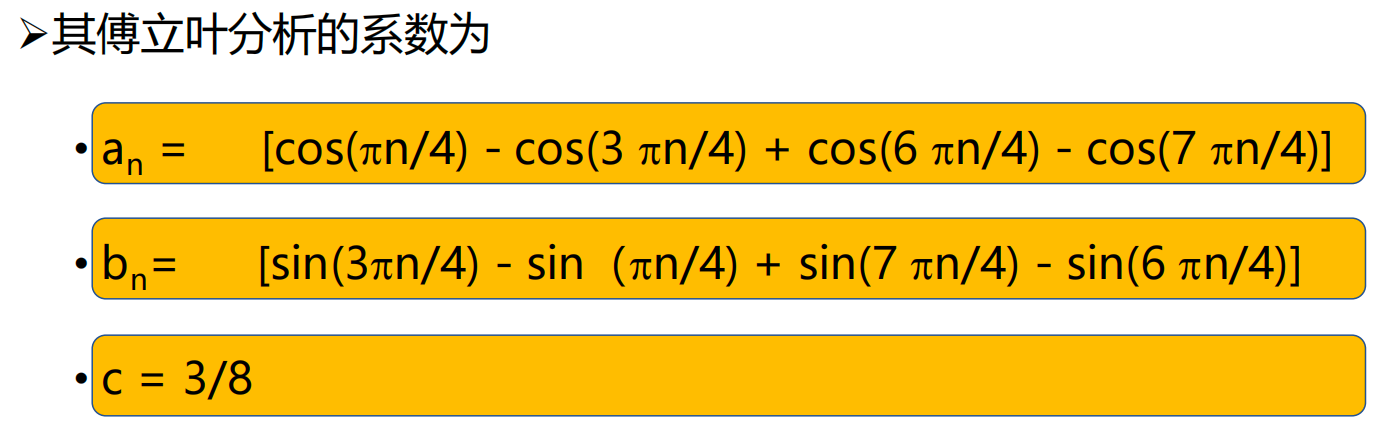 ➢其傅立叶分析的系数为
• aₙ = [cos(πn/4) - cos(3 πn/4) + cos(6 πn/4) - cos(7 πn/4)]
• bₙ= [sin(3πn/4) - sin（πn/4) + sin(7 πn/4) - sin(6 πn/4)]
• c = 3/8